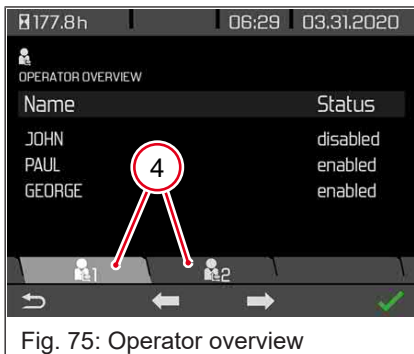 177.8h 06:29 03.31.2020
OPERATOR OVERVIEW
Name Status
JOHN disabled
PAUL enabled
GEORGE enabled
4
1 2
Fig. 75: Operator overview